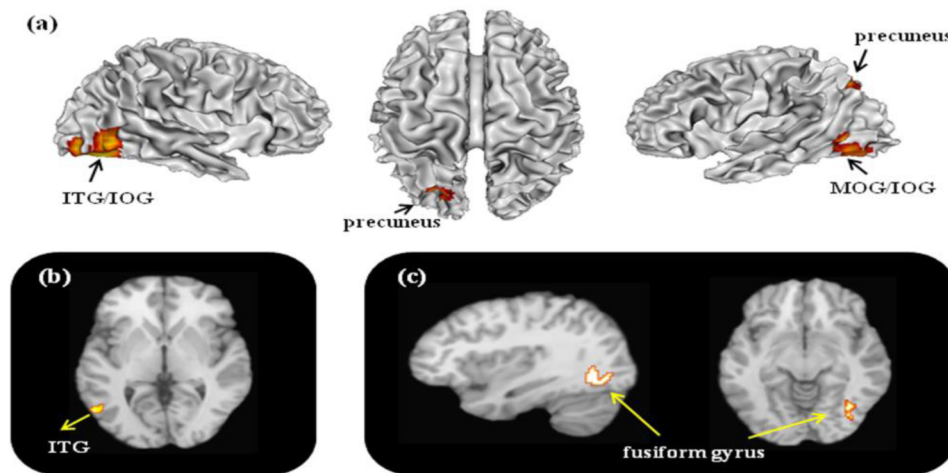 (a)
precuneus
ITG/IOG
precuneus
MOG/IOG
(b)
ITG
(c)
fusiform gyrus